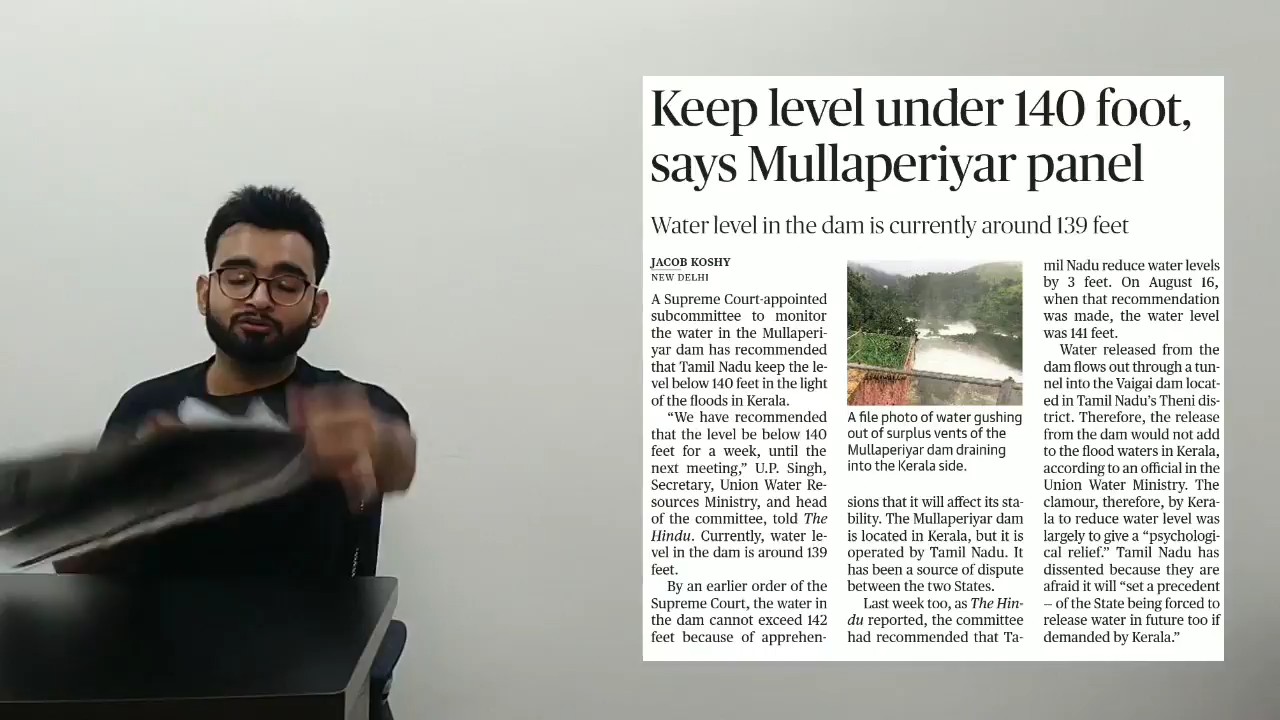 Keep level under 140 foot,
says Mullaperiyar panel
Water level in the dam is currently around 139 feet
JACOB KOSHY
NEW DELHI
A Supreme Court-appointed
subcommittee to monitor
the water in the Mullaperi-
yar dam has recommended
that Tamil Nadu keep the le-
vel below 140 feet in the light
of the floods in Kerala.
“We have recommended
that the level be below 140
feet for a week, until the
next meeting,” U.P. Singh,
Secretary, Union Water Re-
sources Ministry, and head
of the committee, told The
Hindu. Currently, water le-
vel in the dam is around 139
feet.
By an earlier order of the
Supreme Court, the water in
the dam cannot exceed 142
feet because of apprehen-
A file photo of water gushing
out of surplus vents of the
Mullaperiyar dam draining
into the Kerala side.
sions that it will affect its sta-
bility. The Mullaperiyar dam
is located in Kerala, but it is
operated by Tamil Nadu. It
has been a source of dispute
between the two States.
Last week too, as The Hin-
du reported, the committee
had recommended that Ta-
mil Nadu reduce water levels
by 3 feet. On August 16,
when that recommendation
was made, the water level
was 141 feet.
Water released from the
dam flows out through a tun-
nel into the Vaigai dam locat-
ed in Tamil Nadu’s Theni dis-
trict. Therefore, the release
from the dam would not add
to the flood waters in Kerala,
according to an official in the
Union Water Ministry. The
clamour, therefore, by Kera-
la to reduce water level was
largely to give a “psychologi-
cal relief.” Tamil Nadu has
dissented because they are
afraid it will “set a precedent
– of the State being forced to
release water in future too if
demanded by Kerala.”